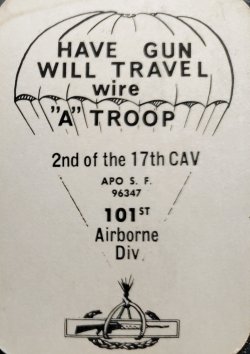 HAVE GUN
WILL TRAVEL
wire
"A" TROOP
2nd of the 17th CAV
APO S. F.
96347
101ST
Airborne
Div.